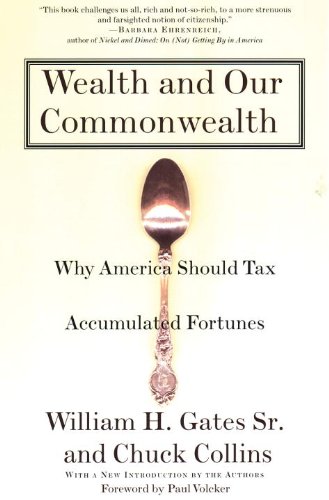 "This book challenges us all, rich and not-so-rich, to a more strenuous
and farsighted notion of citizenship."
—Barbara Ehrenreich,
author of Nickel and Dimed: On (Not) Getting By in America
Wealth and Our
Commonwealth
Why America Should Tax
Accumulated Fortunes
William H. Gates Sr.
and Chuck Collins
With a New Introduction by the Authors
Foreword by Paul Volcker